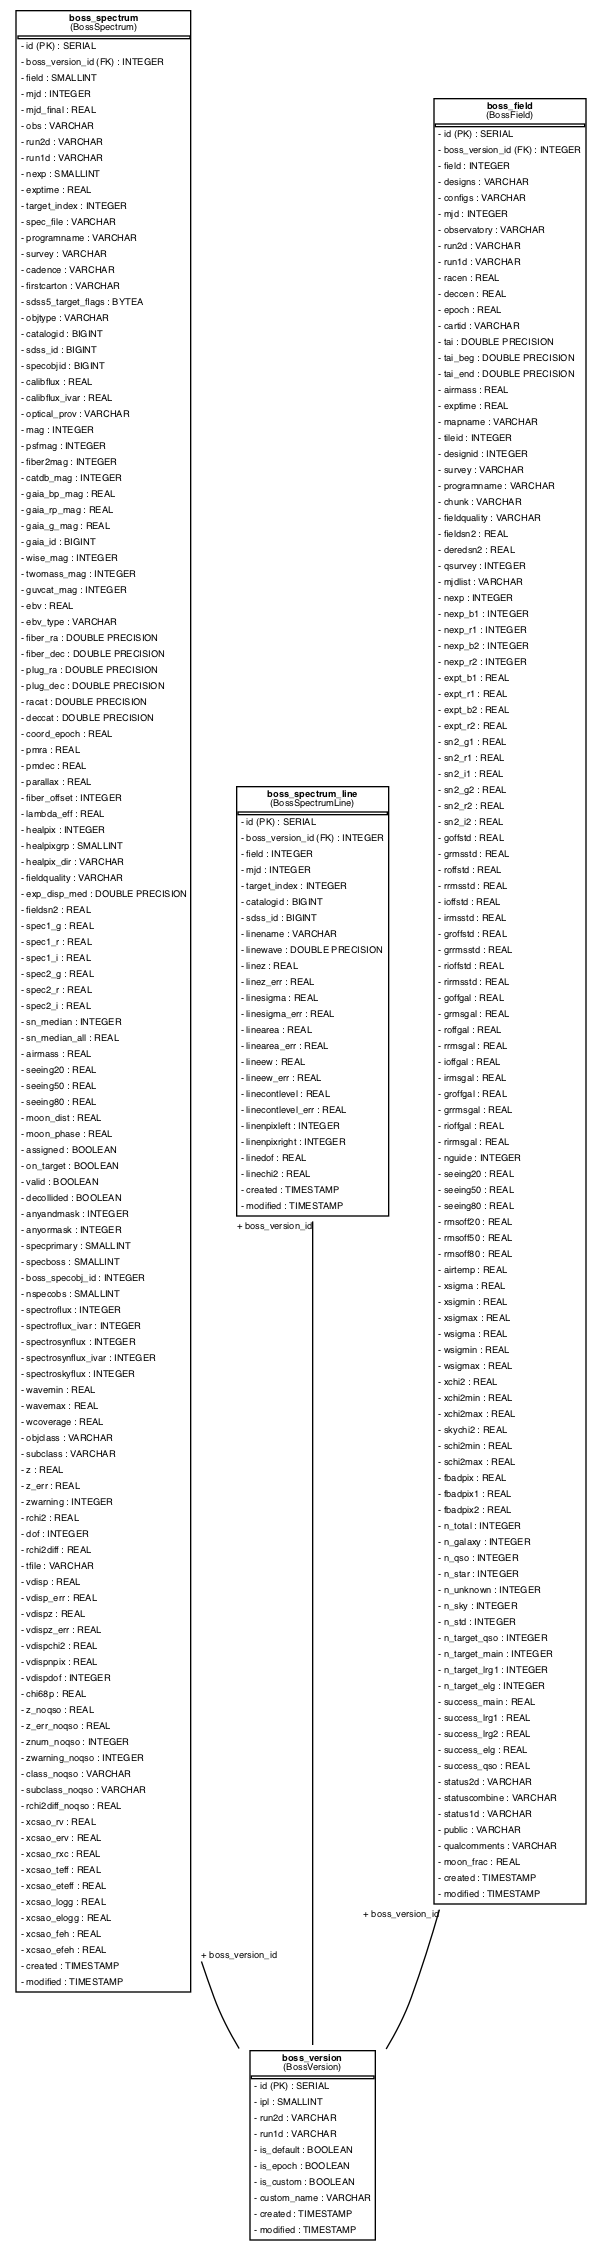 boss_spectrum
(BossSpectrum)
- id (PK) : SERIAL
- boss_version_id (FK) : INTEGER
- field : SMALLINT
- mjd : INTEGER
- mjd_final : REAL
- obs : VARCHAR
- run2d : VARCHAR
- run1d : VARCHAR
- nexp : SMALLINT
- exptime : REAL
- target_index : INTEGER
- spec_file : VARCHAR
- programname : VARCHAR
- survey : VARCHAR
- cadence : VARCHAR
- firstcarton : VARCHAR
- sdss5_target_flags : BYTEA
- objtype : VARCHAR
- catalogid : BIGINT
- sdss_id : BIGINT
- specobjid : BIGINT
- calibflux : REAL
- calibflux_ivar : REAL
- optical_prov : VARCHAR
- mag : INTEGER
- psfmag : INTEGER
- fiber2mag : INTEGER
- catdb_mag : INTEGER
- gaia_bp_mag : REAL
- gaia_rp_mag : REAL
- gaia_g_mag : REAL
- gaia_id : BIGINT
- wise_mag : INTEGER
- twomass_mag : INTEGER
- guvcat_mag : INTEGER
- ebv : REAL
- ebv_type : VARCHAR
- fiber_ra : DOUBLE PRECISION
- fiber_dec : DOUBLE PRECISION
- plug_ra : DOUBLE PRECISION
- plug_dec : DOUBLE PRECISION
- racat : DOUBLE PRECISION
- deccat : DOUBLE PRECISION
- coord_epoch : REAL
- pmra : REAL
- pmdec : REAL
- parallax : REAL
- fiber_offset : INTEGER
- lambda_eff : REAL
- healpix : INTEGER
- healpixgrp : SMALLINT
- healpix_dir : VARCHAR
- fieldquality : VARCHAR
- exp_disp_med : DOUBLE PRECISION
- fieldsn2 : REAL
- spec1_g : REAL
- spec1_r : REAL
- spec1_i : REAL
- spec2_g : REAL
- spec2_r : REAL
- spec2_i : REAL
- sn_median : INTEGER
- sn_median_all : REAL
- airmass : REAL
- seeing20 : REAL
- seeing50 : REAL
- seeing80 : REAL
- moon_dist : REAL
- moon_phase : REAL
- assigned : BOOLEAN
- on_target : BOOLEAN
- valid : BOOLEAN
- decollided : BOOLEAN
- anyandmask : INTEGER
- anyormask : INTEGER
- specprimary : SMALLINT
- specboss : SMALLINT
- boss_specobj_id : INTEGER
- nspecobs : SMALLINT
- spectroflux : INTEGER
- spectroflux_ivar : INTEGER
- spectrosynflux : INTEGER
- spectrosynflux_ivar : INTEGER
- spectroskyflux : INTEGER
- wavemin : REAL
- wavemax : REAL
- wcoverage : REAL
- objclass : VARCHAR
- subclass : VARCHAR
- z : REAL
- z_err : REAL
- zwarning : INTEGER
- rchi2 : REAL
- dof : INTEGER
- rchi2diff : REAL
- tfile : VARCHAR
- vdisp : REAL
- vdisp_err : REAL
- vdispz : REAL
- vdispz_err : REAL
- vdispchi2 : REAL
- vdispnpix : REAL
- vdispdof : INTEGER
- chi68p : REAL
- z_noqso : REAL
- z_err_noqso : REAL
- znum_noqso : INTEGER
- zwarning_noqso : INTEGER
- class_noqso : VARCHAR
- subclass_noqso : VARCHAR
- rchi2diff_noqso : REAL
- xcsao_rv : REAL
- xcsao_erv : REAL
- xcsao_rxc : REAL
- xcsao_teff : REAL
- xcsao_eteff : REAL
- xcsao_logg : REAL
- xcsao_elogg : REAL
- xcsao_feh : REAL
- xcsao_efeh : REAL
- created : TIMESTAMP
- modified : TIMESTAMP
+ boss_version_id
boss_spectrum_line
(BossSpectrumLine)
- id (PK) : SERIAL
- boss_version_id (FK) : INTEGER
- field : INTEGER
- mjd : INTEGER
- target_index : INTEGER
- catalogid : BIGINT
- sdss_id : BIGINT
- linename : VARCHAR
- linewave : DOUBLE PRECISION
- linez : REAL
- linez_err : REAL
- linesigma : REAL
- linesigma_err : REAL
- linearea : REAL
- linearea_err : REAL
- lineew : REAL
- lineew_err : REAL
- linecontlevel : REAL
- linecontlevel_err : REAL
- linenpixleft : INTEGER
- linenpixright : INTEGER
- linedof : REAL
- linechi2 : REAL
- created : TIMESTAMP
- modified : TIMESTAMP
+ boss_version_id
boss_field
(BossField)
- id (PK) : SERIAL
- boss_version_id (FK) : INTEGER
- field : INTEGER
- designs : VARCHAR
- configs : VARCHAR
- mjd : INTEGER
- observatory : VARCHAR
- run2d : VARCHAR
- run1d : VARCHAR
- racen : REAL
- deccen : REAL
- epoch : REAL
- cartid : VARCHAR
- tai : DOUBLE PRECISION
- tai_beg : DOUBLE PRECISION
- tai_end : DOUBLE PRECISION
- airmass : REAL
- exptime : REAL
- mapname : VARCHAR
- tileid : INTEGER
- designid : INTEGER
- survey : VARCHAR
- programname : VARCHAR
- chunk : VARCHAR
- fieldquality : VARCHAR
- fieldsn2 : REAL
- deredsn2 : REAL
- qsurvey : INTEGER
- mjdlist : VARCHAR
- nexp : INTEGER
- nexp_b1 : INTEGER
- nexp_r1 : INTEGER
- nexp_b2 : INTEGER
- nexp_r2 : INTEGER
- expt_b1 : REAL
- expt_r1 : REAL
- expt_b2 : REAL
- expt_r2 : REAL
- sn2_g1 : REAL
- sn2_r1 : REAL
- sn2_i1 : REAL
- sn2_g2 : REAL
- sn2_r2 : REAL
- sn2_i2 : REAL
- goffstd : REAL
- grmsstd : REAL
- roffstd : REAL
- rrmsstd : REAL
- ioffstd : REAL
- irmsstd : REAL
- groffstd : REAL
- grrmsstd : REAL
- rioffstd : REAL
- rirmsstd : REAL
- goffgal : REAL
- grmsgal : REAL
- roffgal : REAL
- rrmsgal : REAL
- ioffgal : REAL
- irmsgal : REAL
- groffgal : REAL
- grrmsgal : REAL
- rioffgal : REAL
- rirmsgal : REAL
- nguide : INTEGER
- seeing20 : REAL
- seeing50 : REAL
- seeing80 : REAL
- rmsoff20 : REAL
- rmsoff50 : REAL
- rmsoff80 : REAL
- airtemp : REAL
- xsigma : REAL
- xsigmin : REAL
- xsigmax : REAL
- wsigma : REAL
- wsigmin : REAL
- wsigmax : REAL
- xchi2 : REAL
- xchi2min : REAL
- xchi2max : REAL
- skychi2 : REAL
- schi2min : REAL
- schi2max : REAL
- fbadpix : REAL
- fbadpix1 : REAL
- fbadpix2 : REAL
- n_total : INTEGER
- n_galaxy : INTEGER
- n_qso : INTEGER
- n_star : INTEGER
- n_unknown : INTEGER
- n_sky : INTEGER
- n_std : INTEGER
- n_target_qso : INTEGER
- n_target_main : INTEGER
- n_target_lrg1 : INTEGER
- n_target_elg : INTEGER
- success_main : REAL
- success_lrg1 : REAL
- success_lrg2 : REAL
- success_elg : REAL
- success_qso : REAL
- status2d : VARCHAR
- statuscombine : VARCHAR
- status1d : VARCHAR
- public : VARCHAR
- qualcomments : VARCHAR
- moon_frac : REAL
- created : TIMESTAMP
- modified : TIMESTAMP
+ boss_version_id
boss_version
(BossVersion)
- id (PK) : SERIAL
- ipl : SMALLINT
- run2d : VARCHAR
- run1d : VARCHAR
- is_default : BOOLEAN
- is_epoch : BOOLEAN
- is_custom : BOOLEAN
- custom_name : VARCHAR
- created : TIMESTAMP
- modified : TIMESTAMP